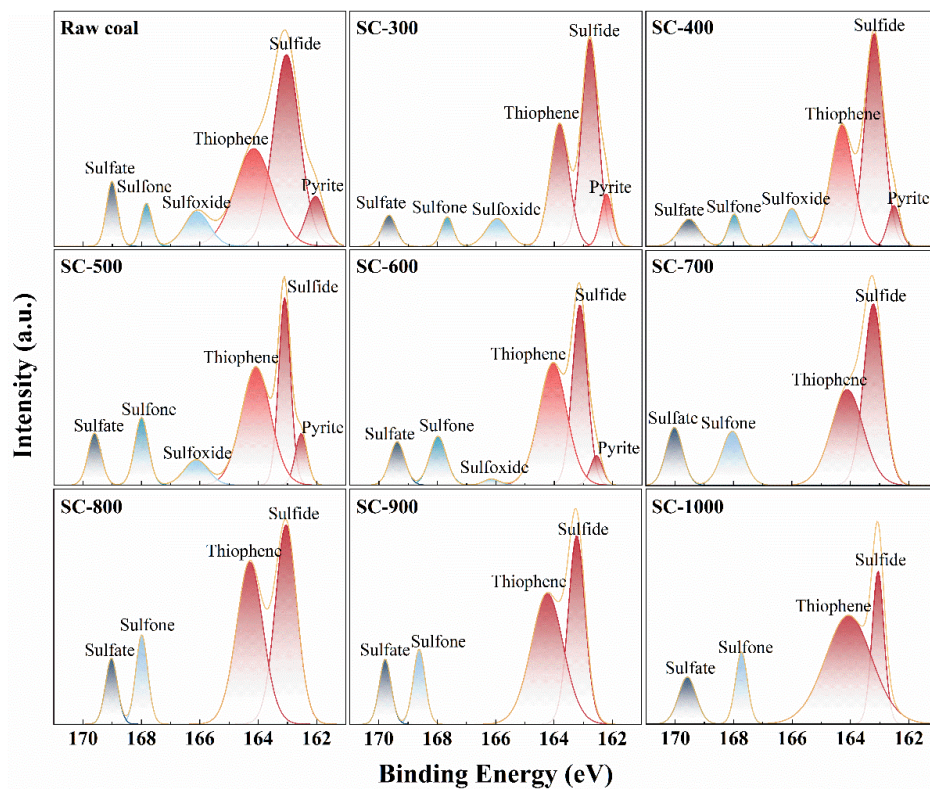 Raw coal
Sulfide
Thiophene
Sulfate
Sulfone
Sulfoxide
Pyrite
SC-300
Sulfide
Thiophene
Sulfate
Sulfone
Sulfoxide
Pyrite
SC-400
Sulfide
Thiophene
Sulfate
Sulfone
Sulfoxide
Pyrite
SC-500
Sulfide
Thiophene
Sulfate
Sulfone
Sulfoxide
Pyrite
SC-600
Sulfide
Thiophene
Sulfate
Sulfone
Sulfoxide
Pyrite
SC-700
Sulfide
Thiophene
Sulfate
Sulfone
SC-800
Sulfide
Thiophene
Sulfone
Sulfate
SC-900
Sulfide
Thiophene
Sulfate
Sulfone
SC-1000
Sulfide
Thiophene
Sulfone
Sulfate
Intensity (a.u.)
170 168 166 164 162 170 168 166 164 162 170 168 166 164 162
Binding Energy (eV)